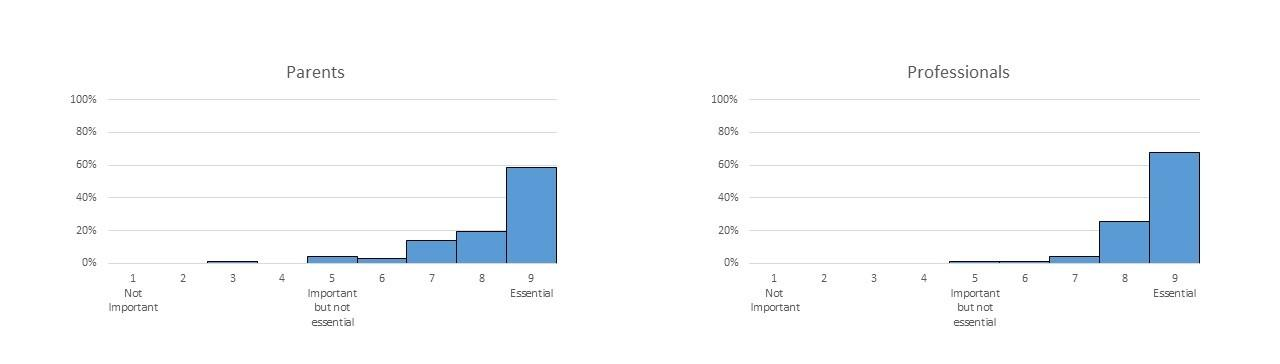 Parents
100%
80%
60%
40%
20%
0%
1 2 3 4 5 6 7 8 9
Not Important Important but not essential Essential
Professionals
100%
80%
60%
40%
20%
0%
1 2 3 4 5 6 7 8 9
Not Important Important but not essential Essential